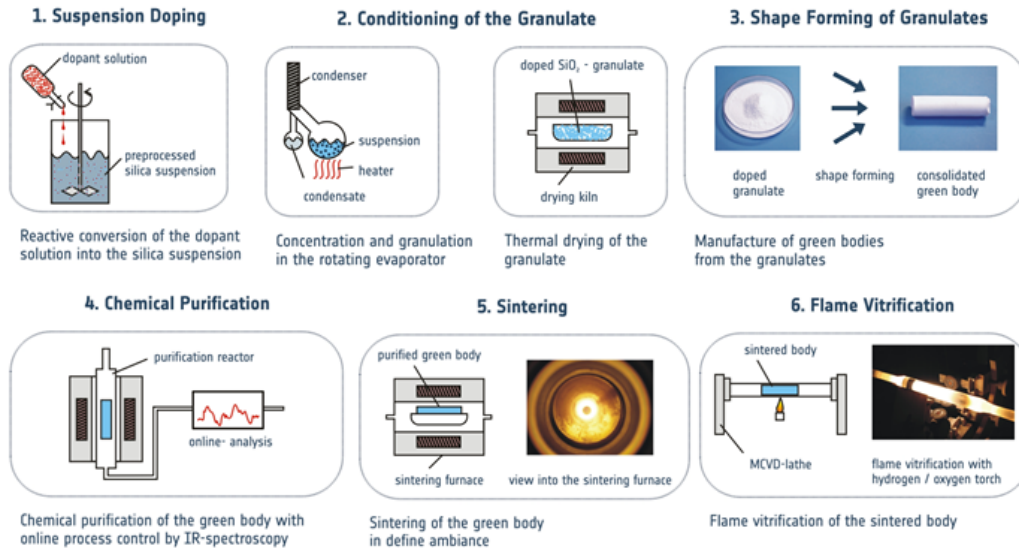 1. Suspension Doping
dopant solution
preprocessed
silica suspension
Reactive conversion of the dopant
solution into the silica suspension
2. Conditioning of the Granulate
condenser
suspension
heater
condensate
Concentration and granulation
in the rotating evaporator
doped SiO₂ - granulate
drying kiln
Thermal drying of the
granulate
3. Shape Forming of Granulates
doped
granulate
shape forming
consolidated
green body
Manufacture of green bodies
from the granulates
4. Chemical Purification
purification reactor
online- analysis
Chemical purification of the green body with
online process control by IR-spectroscopy
5. Sintering
purified green body
sintering furnace
view into the sintering furnace
Sintering of the green body
in define ambiance
6. Flame Vitrification
sintered body
MCVD-lathe
flame vitrification with
hydrogen / oxygen torch
Flame vitrification of the sintered body